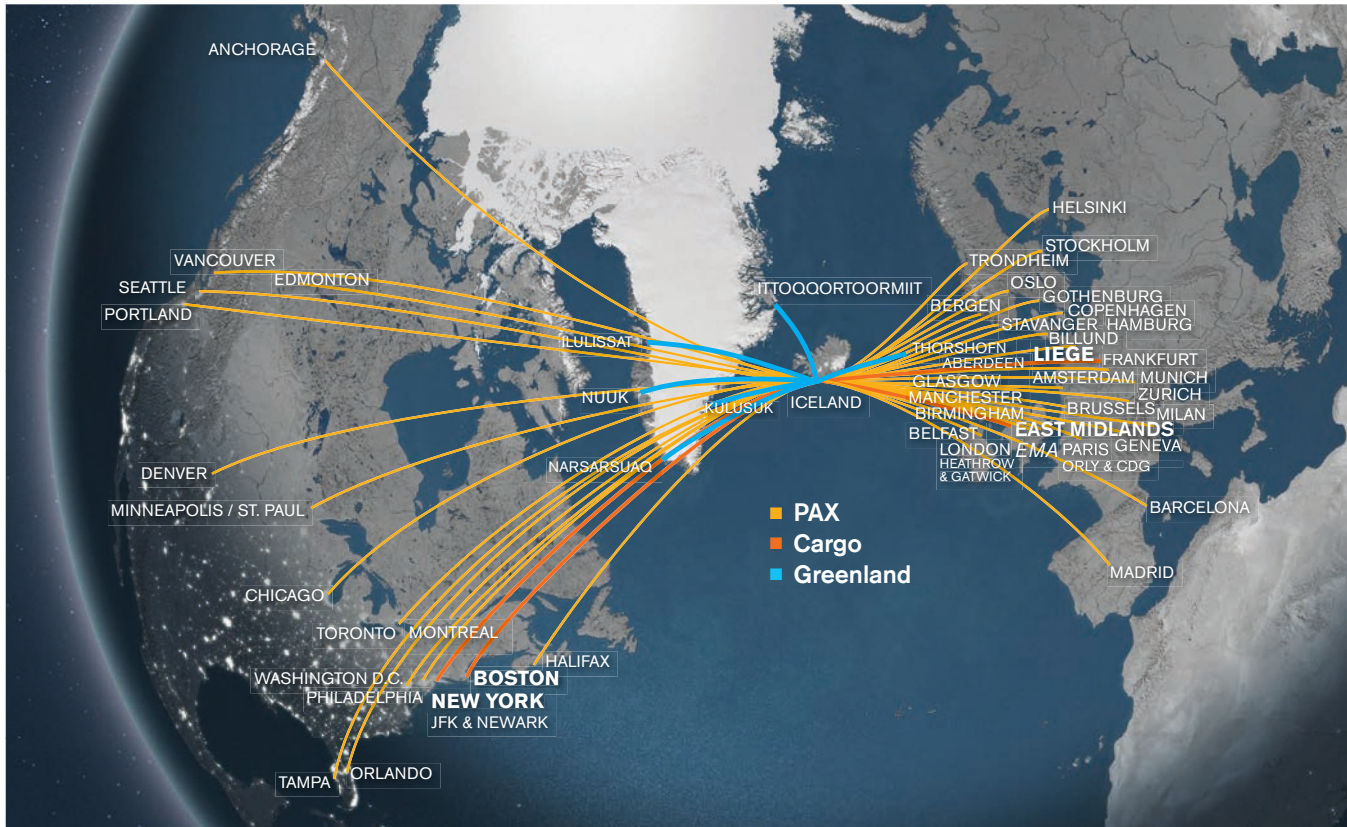 ANCHORAGE
VANCOUVER
EDMONTON
SEATTLE
PORTLAND
ILULISSAT
NUUK
KULUSUK
NARSARSUAQ
DENVER
MINNEAPOLIS / ST. PAUL
CHICAGO
TORONTO
MONTREAL
HALIFAX
WASHINGTON D.C.
BOSTON
PHILADELPHIA
NEW YORK
JFK & NEWARK
ORLANDO
TAMPA
ITTOQQORTOORMIIT
ICELAND
HELSINKI
STOCKHOLM
TRONDHEIM
OSLO
BERGEN
GOTHENBURG
COPENHAGEN
STAVANGER
HAMBURG
BILLUND
THORSHOFN
LIEGE
FRANKFURT
ABERDEEN
GLASGOW
AMSTERDAM
MUNICH
MANCHESTER
ZURICH
BIRMINGHAM
BRUSSELS
MILAN
BELFAST
EAST MIDLANDS
LONDON
EMA
PARIS
GENEVA
HEATHROW
& GATWICK
ORLY & CDG
BARCELONA
MADRID
PAX
Cargo
Greenland